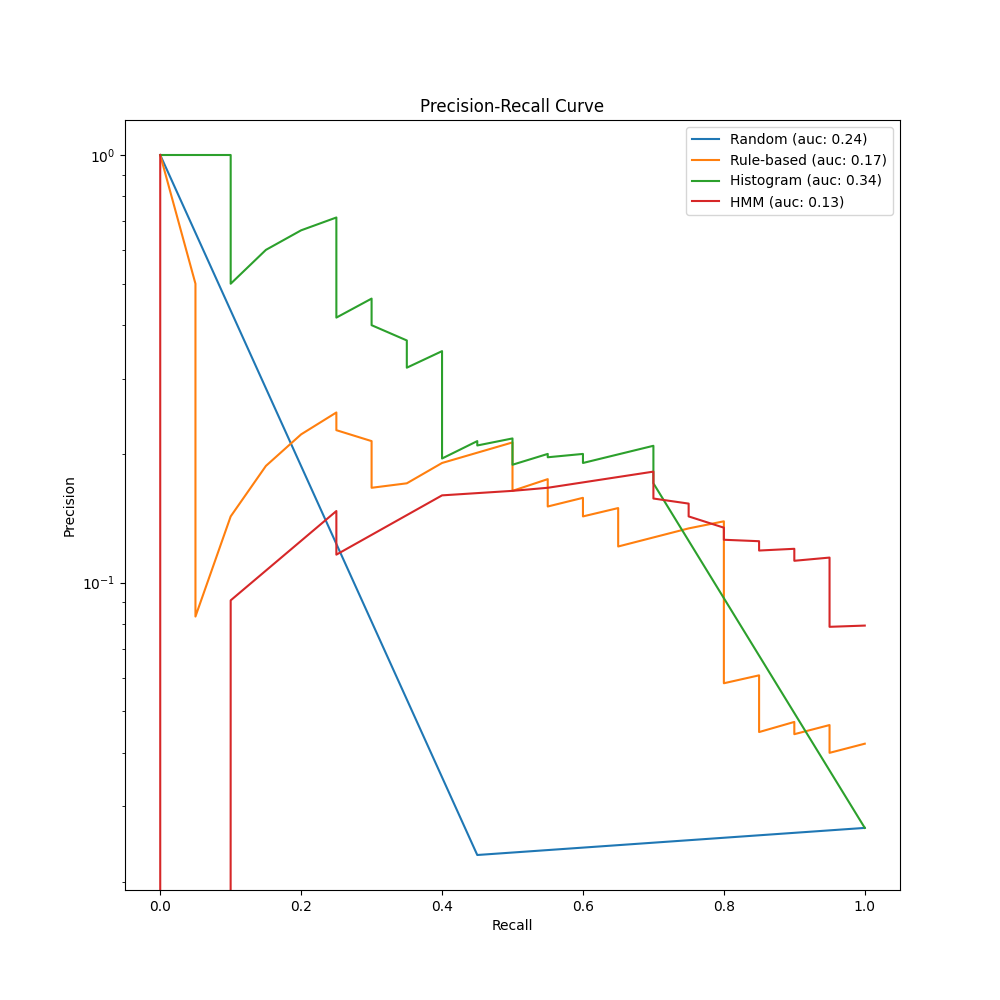 Precision-Recall Curve
Random (auc: 0.24)
Rule-based (auc: 0.17)
Histogram (auc: 0.34)
HMM (auc: 0.13)
10⁰
10⁻¹
Precision
0.0 0.2 0.4 0.6 0.8 1.0
Recall